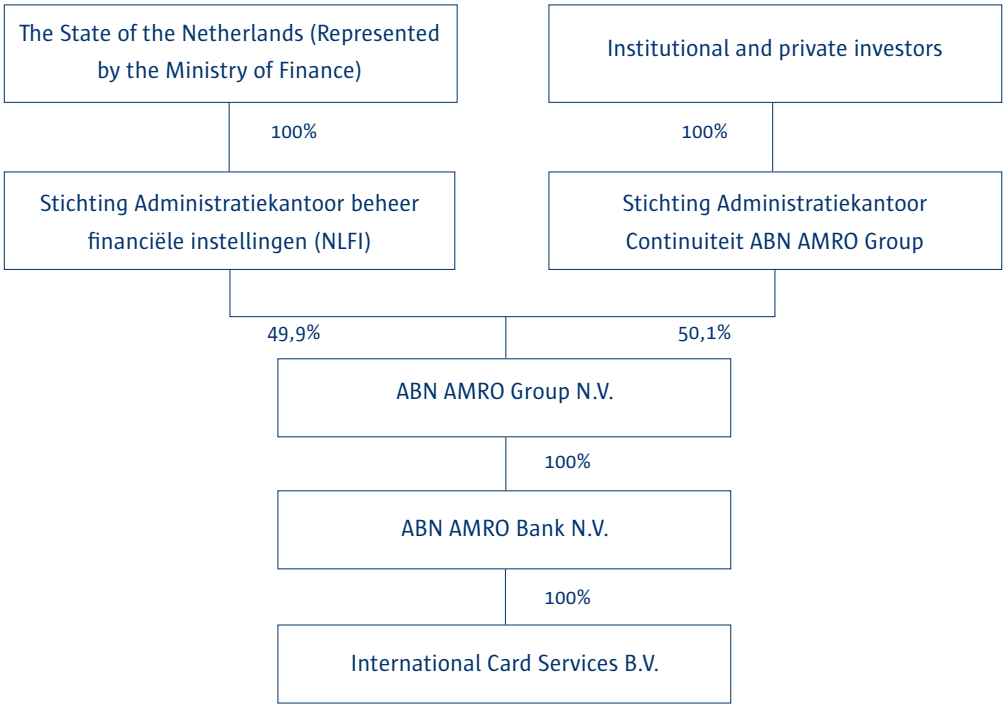 The State of the Netherlands (Represented
by the Ministry of Finance)
Institutional and private investors
100%
100%
Stichting Administratiekantoor beheer
financiële instellingen (NLFI)
Stichting Administratiekantoor
Continuiteit ABN AMRO Group
49,9%
50,1%
ABN AMRO Group N.V.
100%
ABN AMRO Bank N.V.
100%
International Card Services B.V.